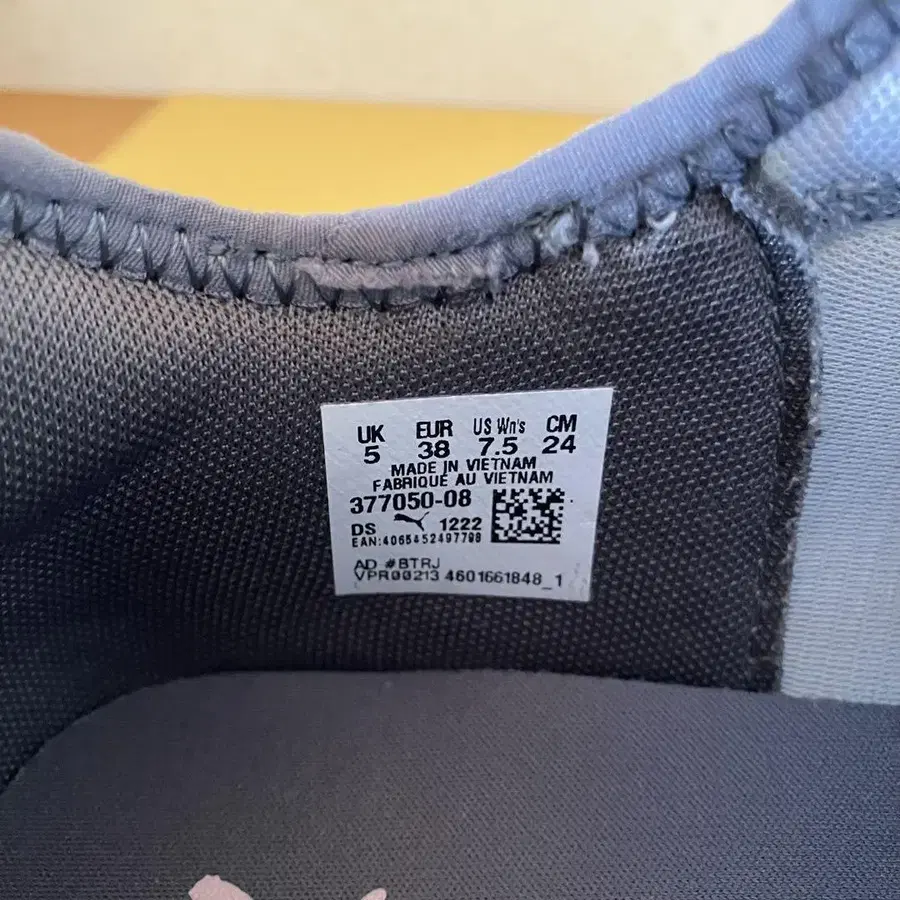 UK EUR US Wn's CM
5 38 7.5 24
MADE IN VIETNAM
FABRIQUÉ AU VIETNAM
377050-08
DS 1222
EAN:4065452497798
AD #BTRJ
VPR00213 4601661848_1